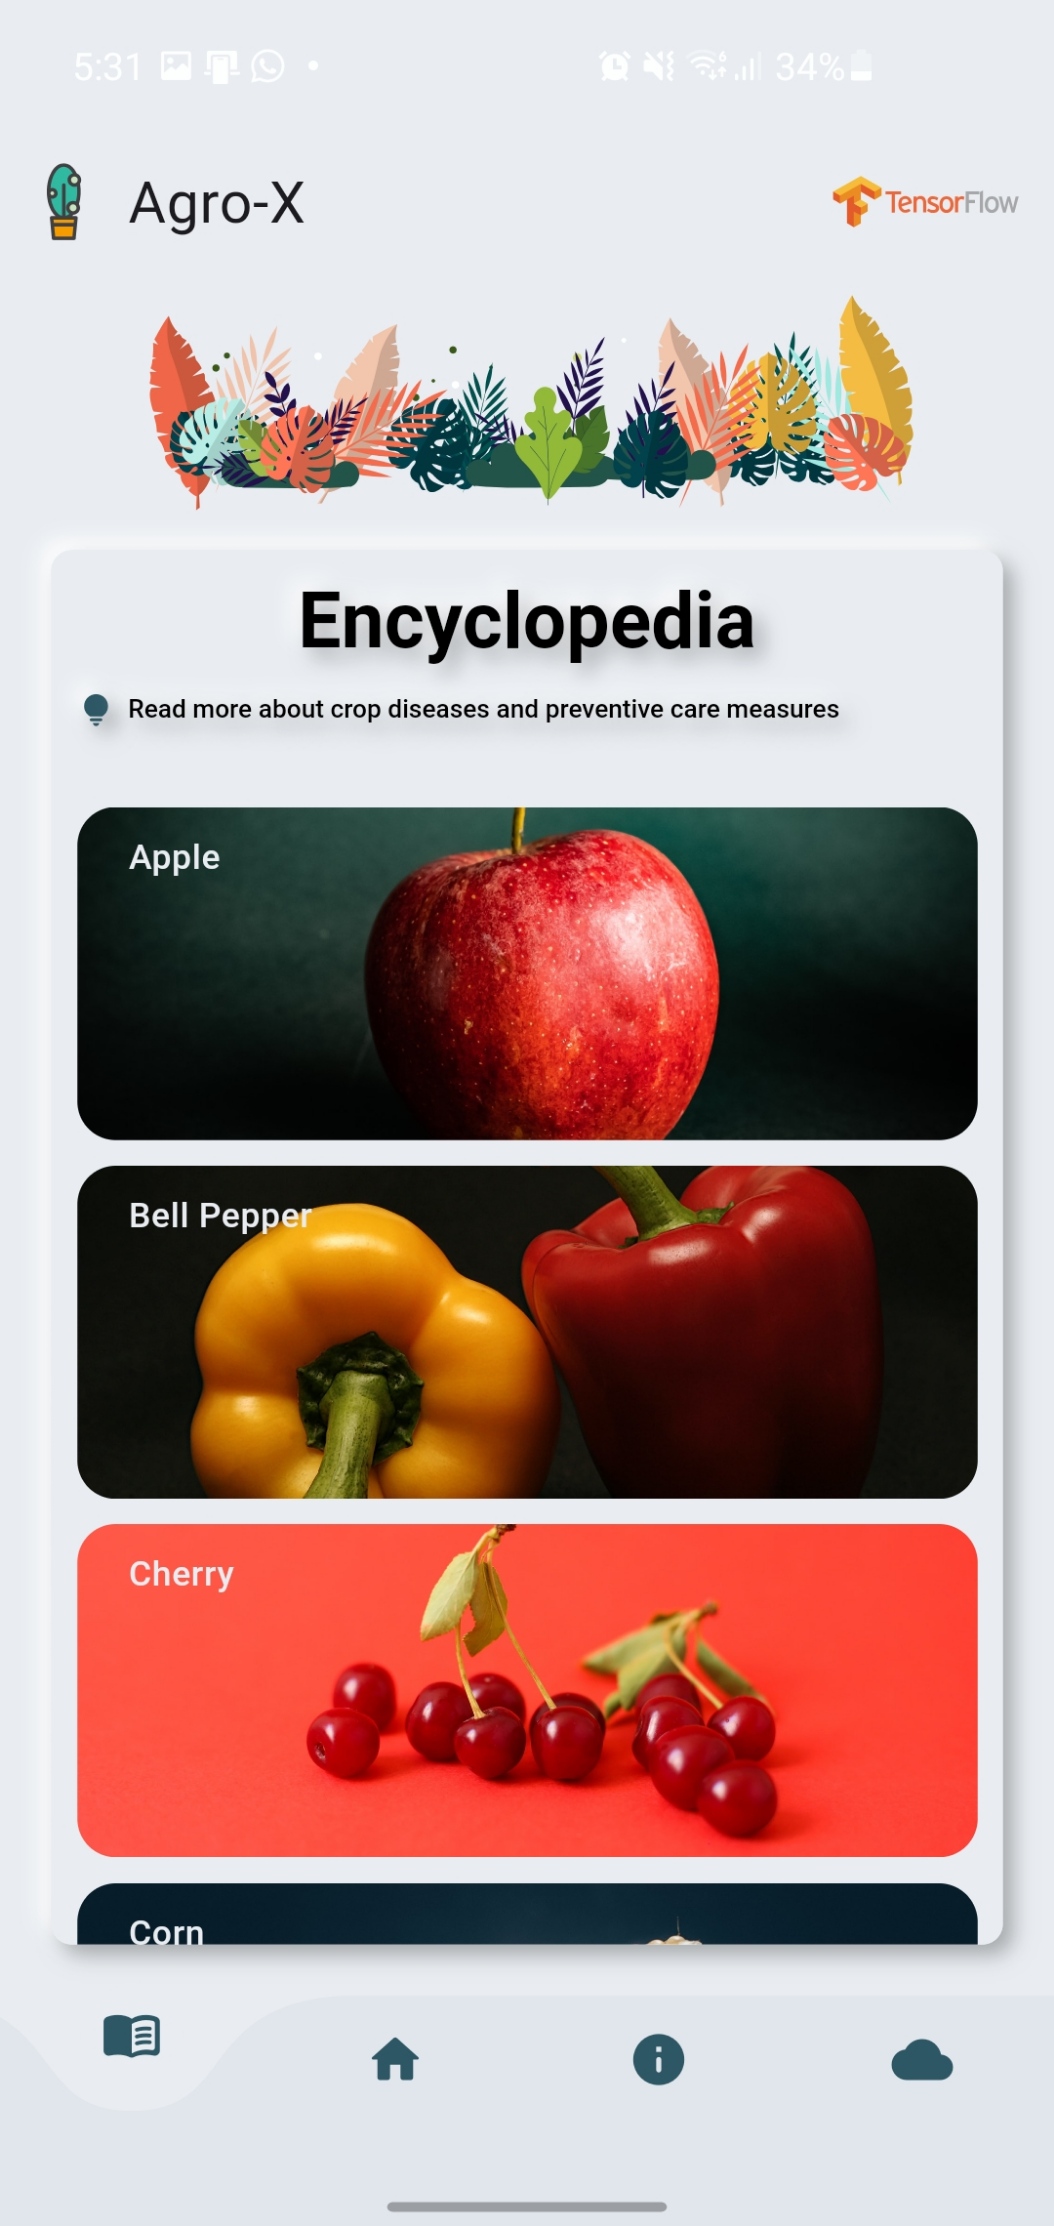 5:31
34%
Agro-X
TensorFlow
Encyclopedia
Read more about crop diseases and preventive care measures
Apple
Bell Pepper
Cherry
Corn